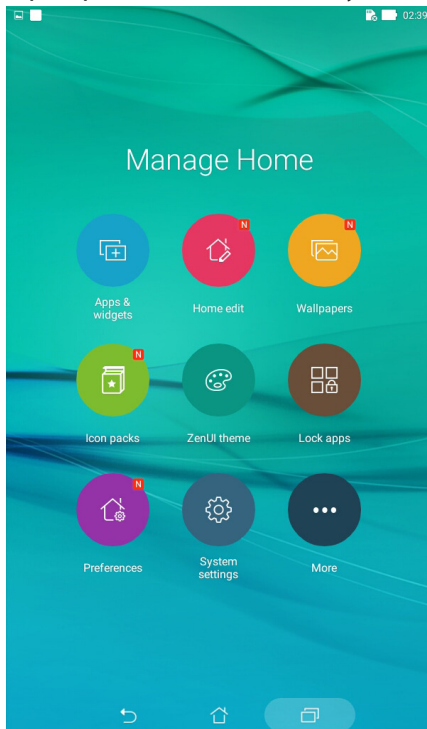 02:39
Manage Home
N
N
Apps &
widgets
Home edit
Wallpapers
N
Icon packs
ZenUI theme
Lock apps
N
Preferences
System
settings
More